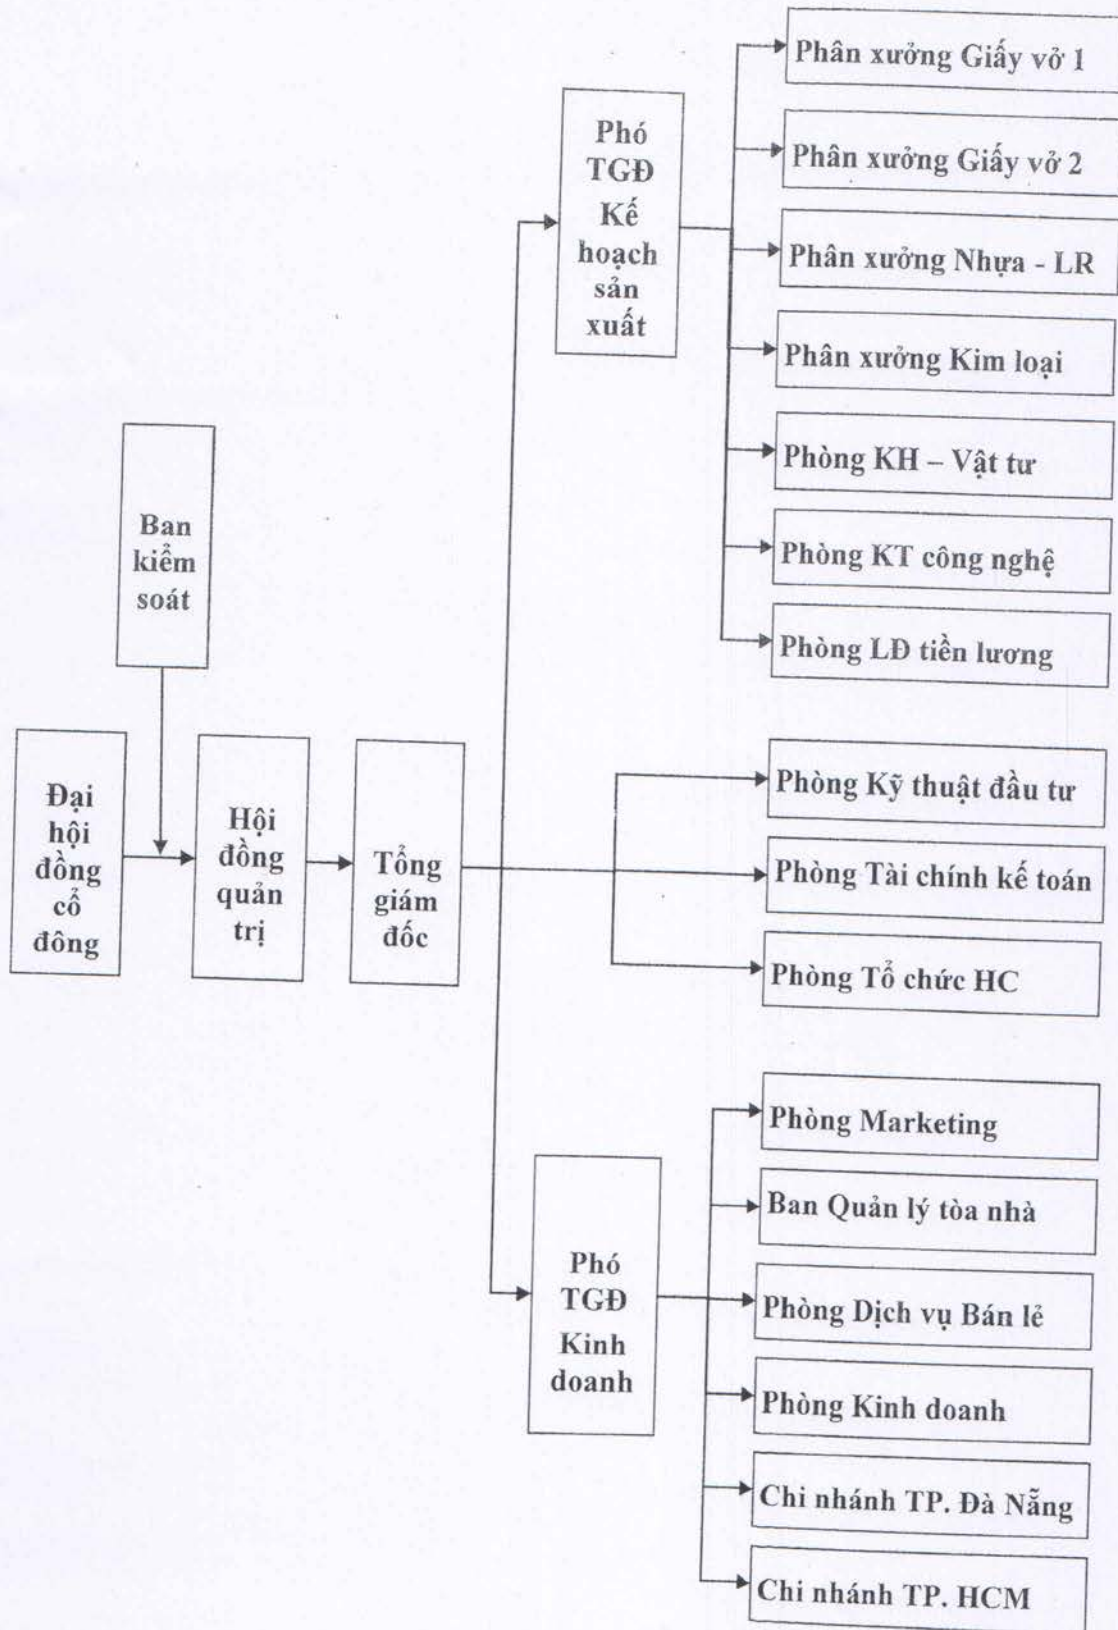 Đại
hội
đồng
cổ
đông
Ban
kiểm
soát
Hội
đồng
quản
trị
Tổng
giám
đốc
Phó
TGĐ
Kế
hoạch
sản
xuất
Phân xưởng Giấy vở 1
Phân xưởng Giấy vở 2
Phân xưởng Nhựa - LR
Phân xưởng Kim loại
Phòng KH – Vật tư
Phòng KT công nghệ
Phòng LĐ tiền lương
Phòng Kỹ thuật đầu tư
Phòng Tài chính kế toán
Phòng Tổ chức HC
Phó
TGĐ
Kinh
doanh
Phòng Marketing
Ban Quản lý tòa nhà
Phòng Dịch vụ Bán lẻ
Phòng Kinh doanh
Chi nhánh TP. Đà Nẵng
Chi nhánh TP. HCM